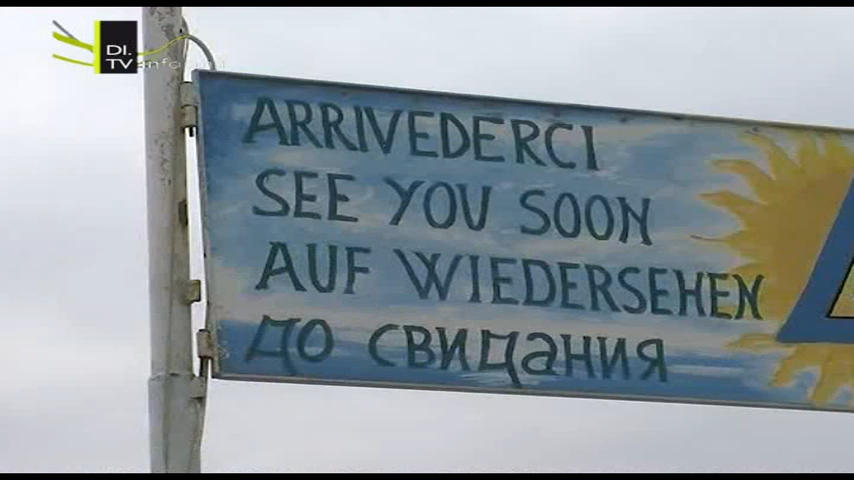 DI.
TV
ARRIVEDERCI
SEE YOU SOON
AUF WIEDERSEHEN
ДО СВИДАНИЯ